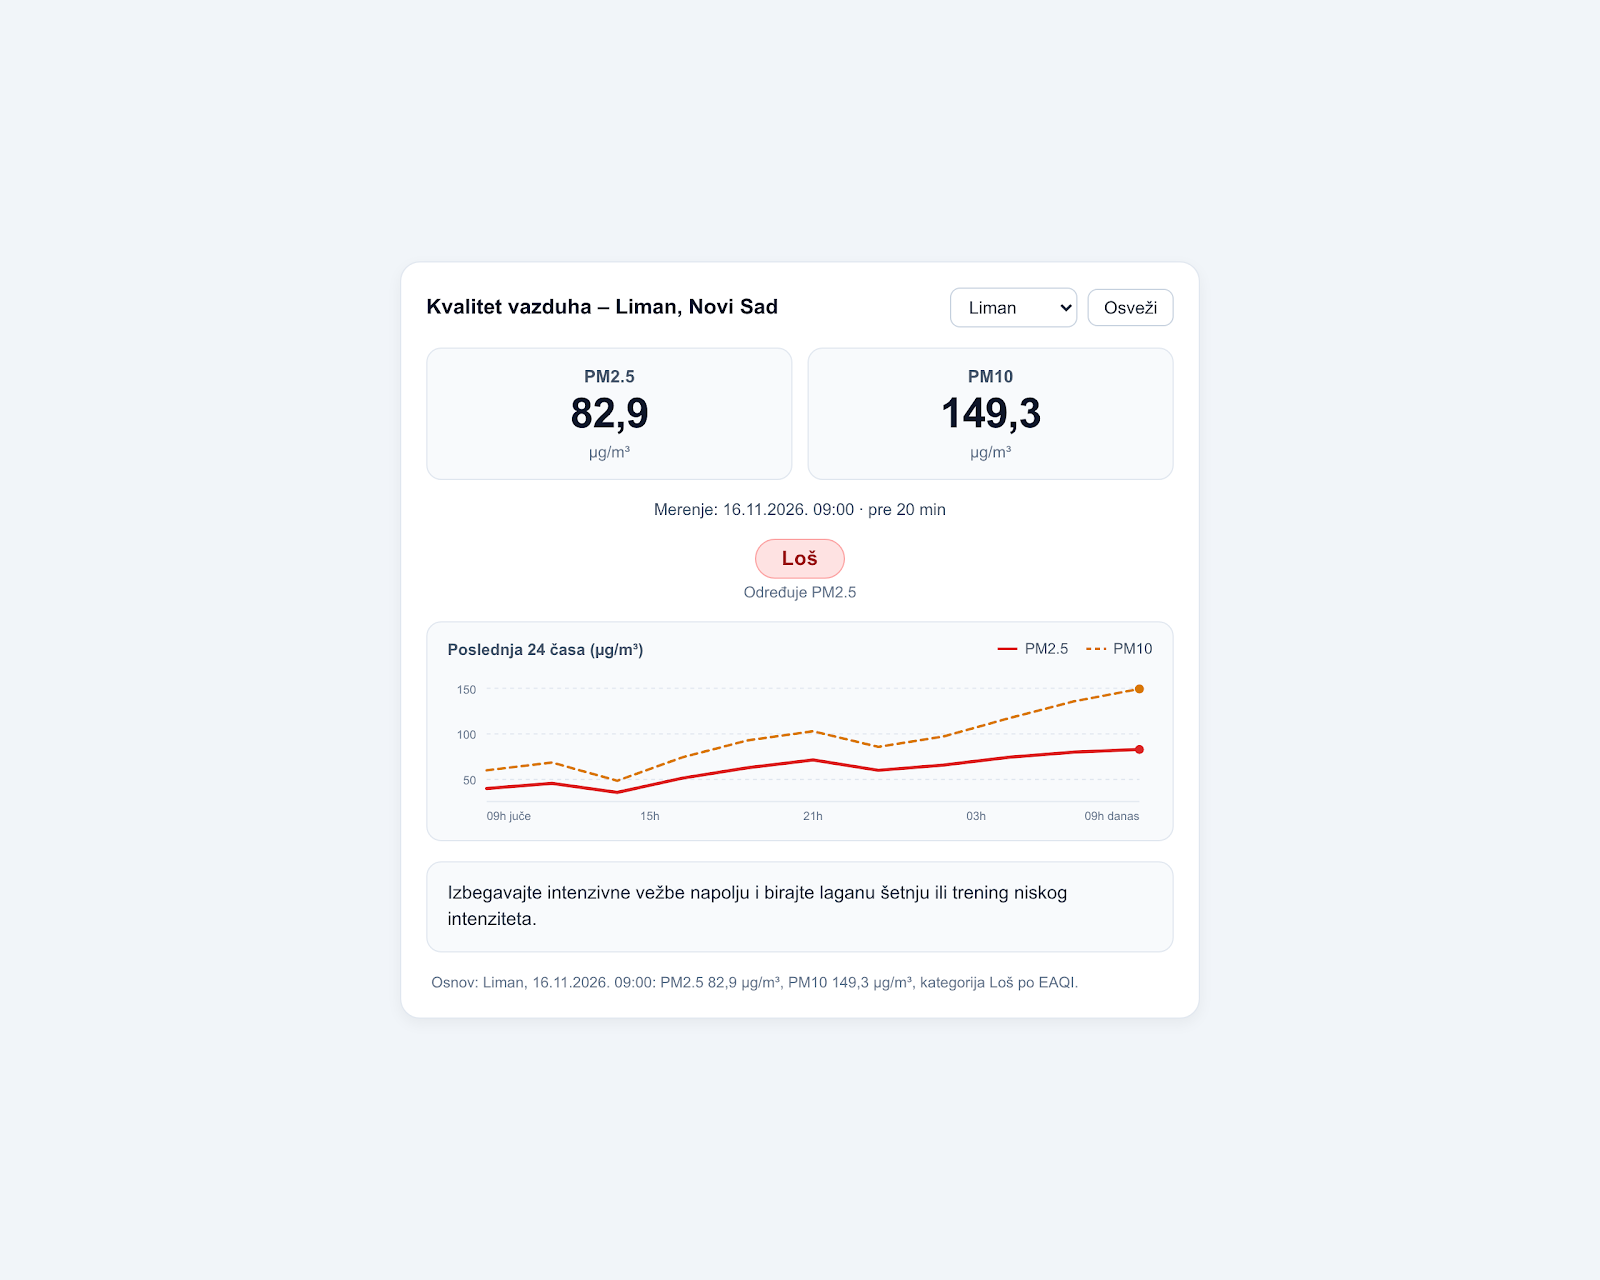 Kvalitet vazduha – Liman, Novi Sad
Liman
Osveži
PM2.5
82,9
µg/m³
PM10
149,3
µg/m³
Merenje: 16.11.2026. 09:00 · pre 20 min
Loš
Određuje PM2.5
Poslednja 24 časa (µg/m³)
PM2.5
PM10
150
100
50
09h juče
15h
21h
03h
09h danas
Izbegavajte intenzivne vežbe napolju i birajte laganu šetnju ili trening niskog
intenziteta.
Osnov: Liman, 16.11.2026. 09:00: PM2.5 82,9 µg/m³, PM10 149,3 µg/m³, kategorija Loš po EAQI.